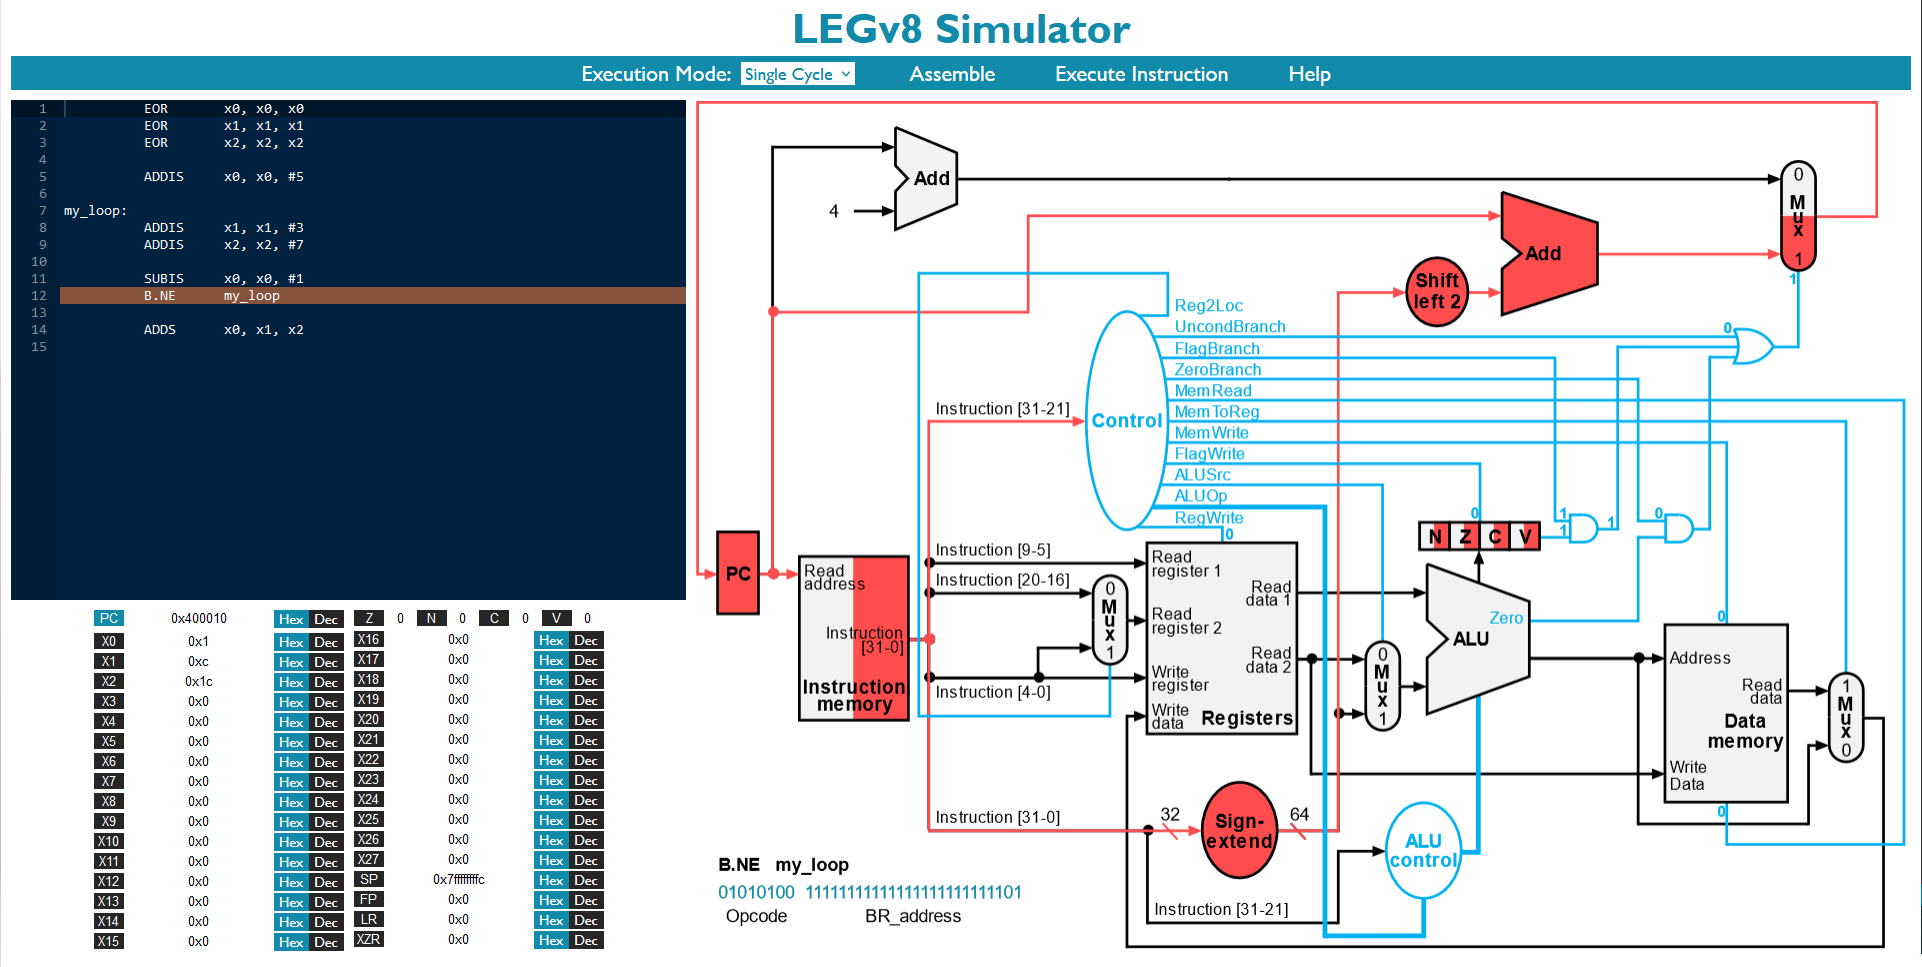 LEGv8 Simulator
Execution Mode: Single Cycle Assemble Execute Instruction Help
1 EOR x0, x0, x0
2 EOR x1, x1, x1
3 EOR x2, x2, x2
4
5 ADDIS x0, x0, #5
6
7 my_loop:
8 ADDIS x1, x1, #3
9 ADDIS x2, x2, #7
10
11 SUBIS x0, x0, #1
12 B.NE my_loop
13
14 ADDS x0, x1, x2
15
PC 0x400010 Hex Dec Z 0 N 0 C 0 V 0
X0 0x1 Hex Dec X16 0x0 Hex Dec
X1 0xc Hex Dec X17 0x0 Hex Dec
X2 0x1c Hex Dec X18 0x0 Hex Dec
X3 0x0 Hex Dec X19 0x0 Hex Dec
X4 0x0 Hex Dec X20 0x0 Hex Dec
X5 0x0 Hex Dec X21 0x0 Hex Dec
X6 0x0 Hex Dec X22 0x0 Hex Dec
X7 0x0 Hex Dec X23 0x0 Hex Dec
X8 0x0 Hex Dec X24 0x0 Hex Dec
X9 0x0 Hex Dec X25 0x0 Hex Dec
X10 0x0 Hex Dec X26 0x0 Hex Dec
X11 0x0 Hex Dec X27 0x0 Hex Dec
X12 0x0 Hex Dec SP 0x7fffffffc Hex Dec
X13 0x0 Hex Dec FP 0x0 Hex Dec
X14 0x0 Hex Dec LR 0x0 Hex Dec
X15 0x0 Hex Dec XZR 0x0 Hex Dec
Add
4
Add
Shift
left 2
0
Mux
1
1
Reg2Loc
UncondBranch
FlagBranch
ZeroBranch
MemRead
MemToReg
MemWrite
FlagWrite
ALUSrc
ALUOp
RegWrite
Control
0
0
0
1
1
1
0
N Z C V
PC
Read
address
Instruction
[31-0]
Instruction
memory
Instruction [31-21]
Instruction [9-5]
Instruction [20-16]
Instruction [4-0]
Instruction [31-0]
Instruction [31-21]
0
Mux
1
Read
register 1
Read
register 2
Write
register
Write
data
Read
data 1
Read
data 2
Registers
0
Mux
1
Zero
ALU
0
Address
Read
data
Data
memory
Write
Data
0
1
Mux
0
32
Sign-
extend
64
ALU
control
B.NE my_loop
01010100 111111111111111111111101
Opcode BR_address